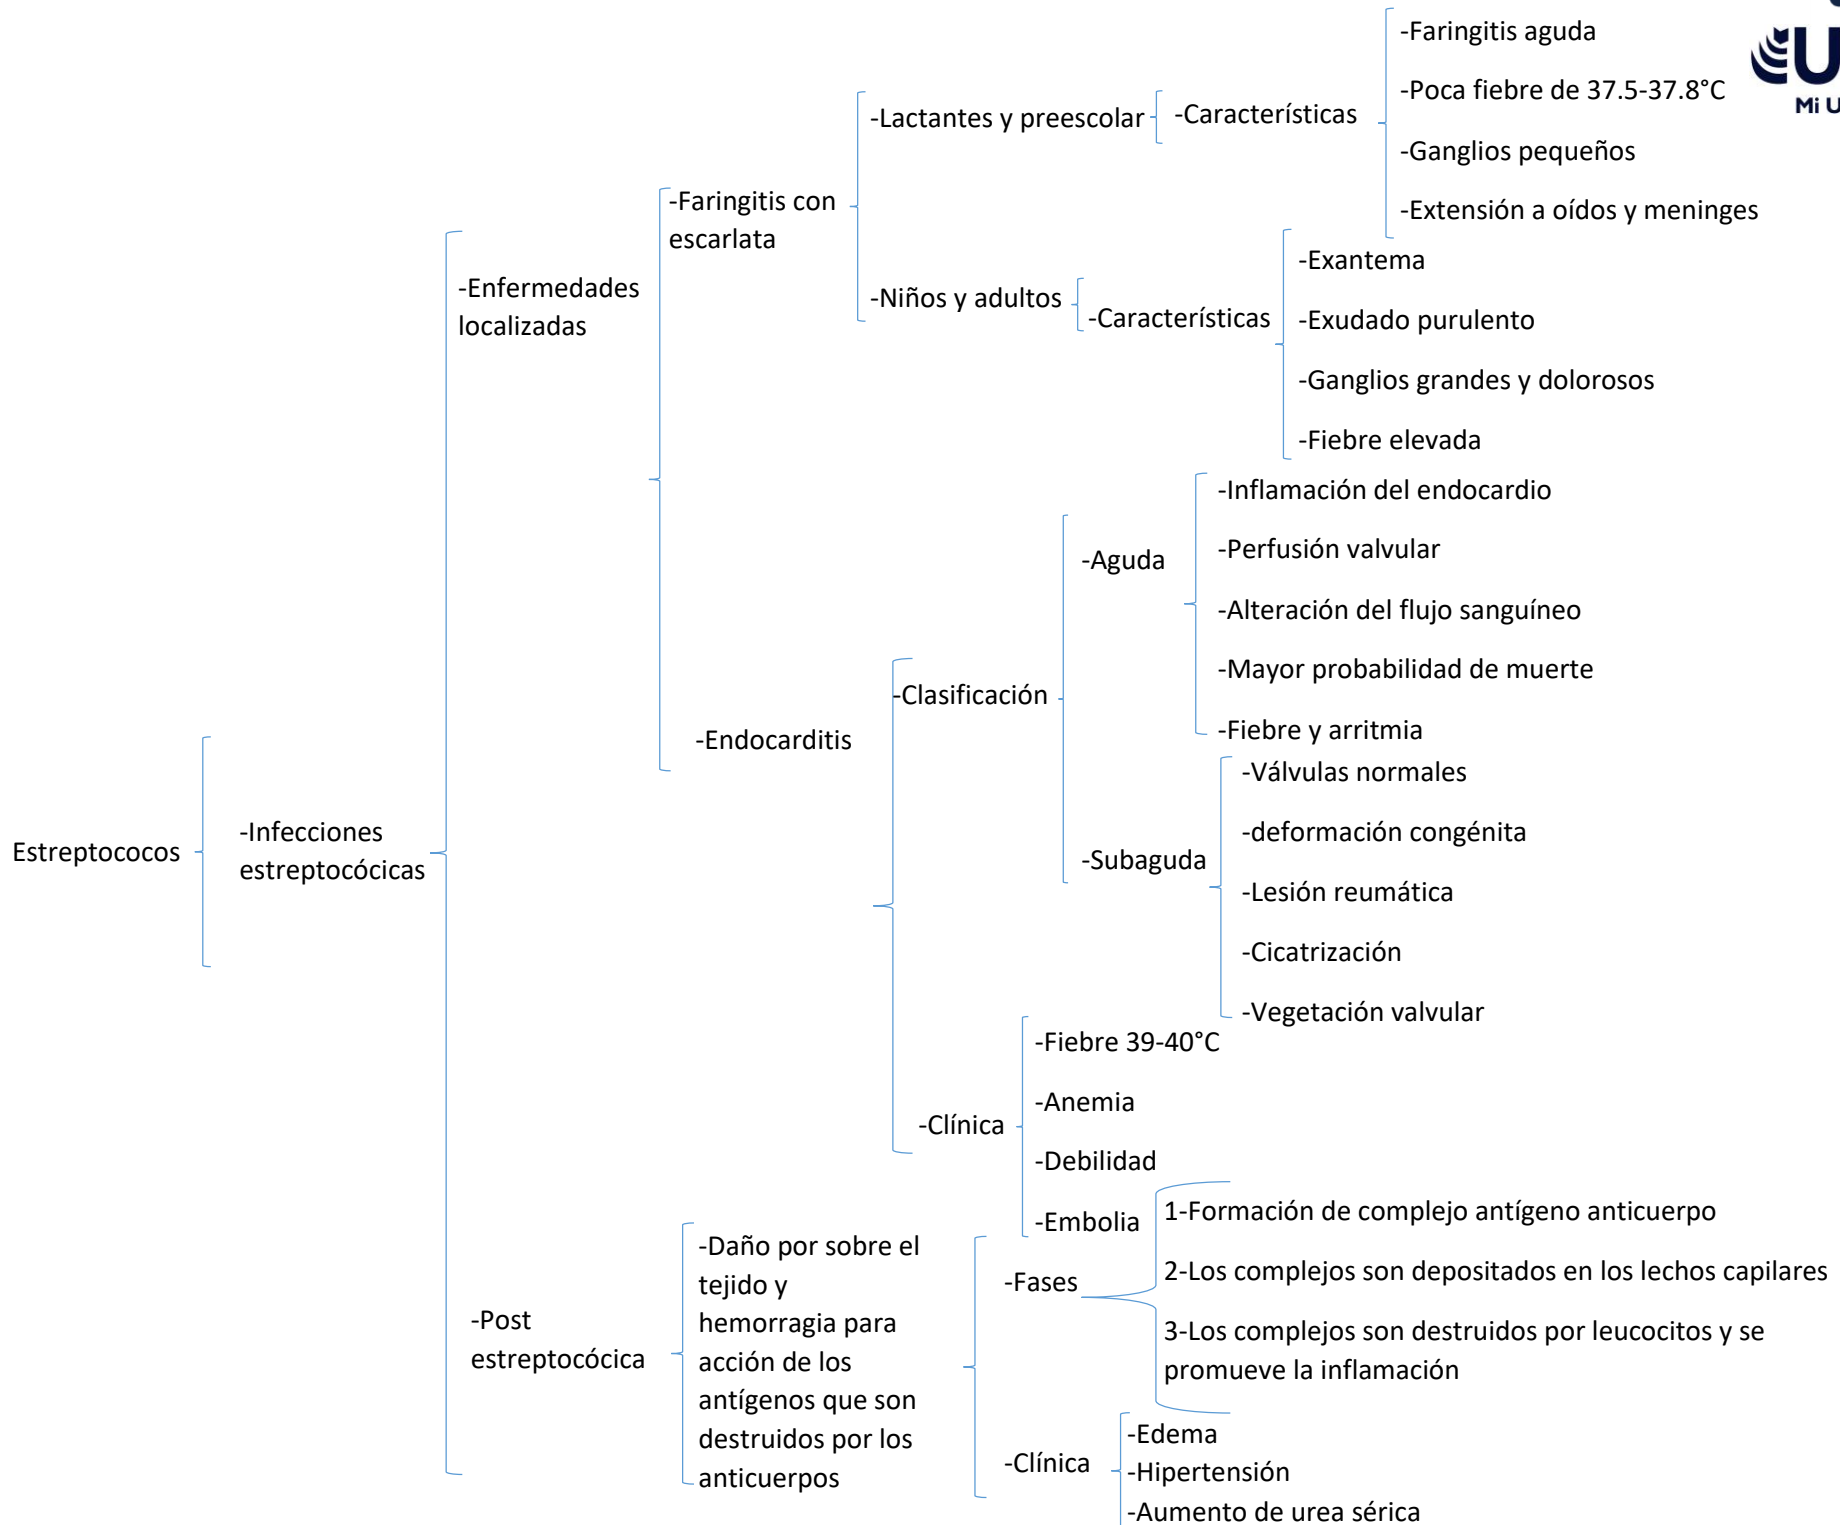 Estreptococos
-Infecciones
estreptocócicas
-Enfermedades
localizadas
-Faringitis con
escarlata
-Lactantes y preescolar
-Características
-Faringitis aguda
-Poca fiebre de 37.5-37.8°C
-Ganglios pequeños
-Extensión a oídos y meninges
-Niños y adultos
-Características
-Exantema
-Exudado purulento
-Ganglios grandes y dolorosos
-Fiebre elevada
-Endocarditis
-Clasificación
-Aguda
-Inflamación del endocardio
-Perfusión valvular
-Alteración del flujo sanguíneo
-Mayor probabilidad de muerte
-Fiebre y arritmia
-Subaguda
-Válvulas normales
-deformación congénita
-Lesión reumática
-Cicatrización
-Vegetación valvular
-Clínica
-Fiebre 39-40°C
-Anemia
-Debilidad
-Embolia
-Post
estreptocócica
-Daño por sobre el
tejido y
hemorragia para
acción de los
antígenos que son
destruidos por los
anticuerpos
-Fases
1-Formación de complejo antígeno anticuerpo
2-Los complejos son depositados en los lechos capilares
3-Los complejos son destruidos por leucocitos y se
promueve la inflamación
-Clínica
-Edema
-Hipertensión
-Aumento de urea sérica
Mi U